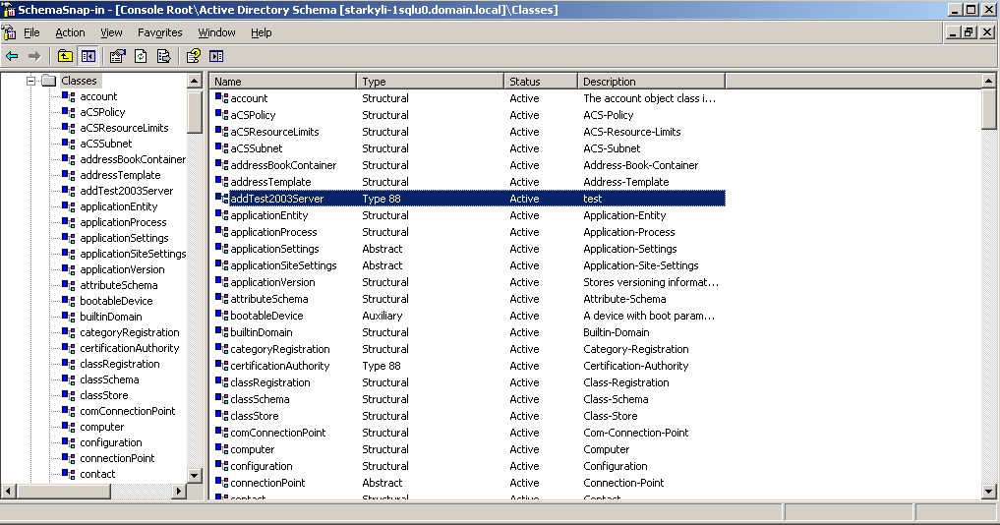 SchemaSnap-in - [Console Root\Active Directory Schema [starkyli-1sqlu0.domain.local]\Classes]
File Action View Favorites Window Help
Classes
account
aCSPolicy
aCSResourceLimits
aCSSubnet
addressBookContainer
addressTemplate
addTest2003Server
applicationEntity
applicationProcess
applicationSettings
applicationSiteSettings
applicationVersion
attributeSchema
bootableDevice
builtinDomain
categoryRegistration
certificationAuthority
classRegistration
classSchema
classStore
comConnectionPoint
computer
configuration
connectionPoint
contact
Name Type Status Description
account Structural Active The account object class i...
aCSPolicy Structural Active ACS-Policy
aCSResourceLimits Structural Active ACS-Resource-Limits
aCSSubnet Structural Active ACS-Subnet
addressBookContainer Structural Active Address-Book-Container
addressTemplate Structural Active Address-Template
addTest2003Server Type 88 Active test
applicationEntity Structural Active Application-Entity
applicationProcess Structural Active Application-Process
applicationSettings Abstract Active Application-Settings
applicationSiteSettings Abstract Active Application-Site-Settings
applicationVersion Structural Active Stores versioning informat...
attributeSchema Structural Active Attribute-Schema
bootableDevice Auxiliary Active A device with boot param...
builtinDomain Structural Active Builtin-Domain
categoryRegistration Structural Active Category-Registration
certificationAuthority Type 88 Active Certification-Authority
classRegistration Structural Active Class-Registration
classSchema Structural Active Class-Schema
classStore Structural Active Class-Store
comConnectionPoint Structural Active Com-Connection-Point
computer Structural Active Computer
configuration Structural Active Configuration
connectionPoint Abstract Active Connection-Point
contact Structural Active Contact